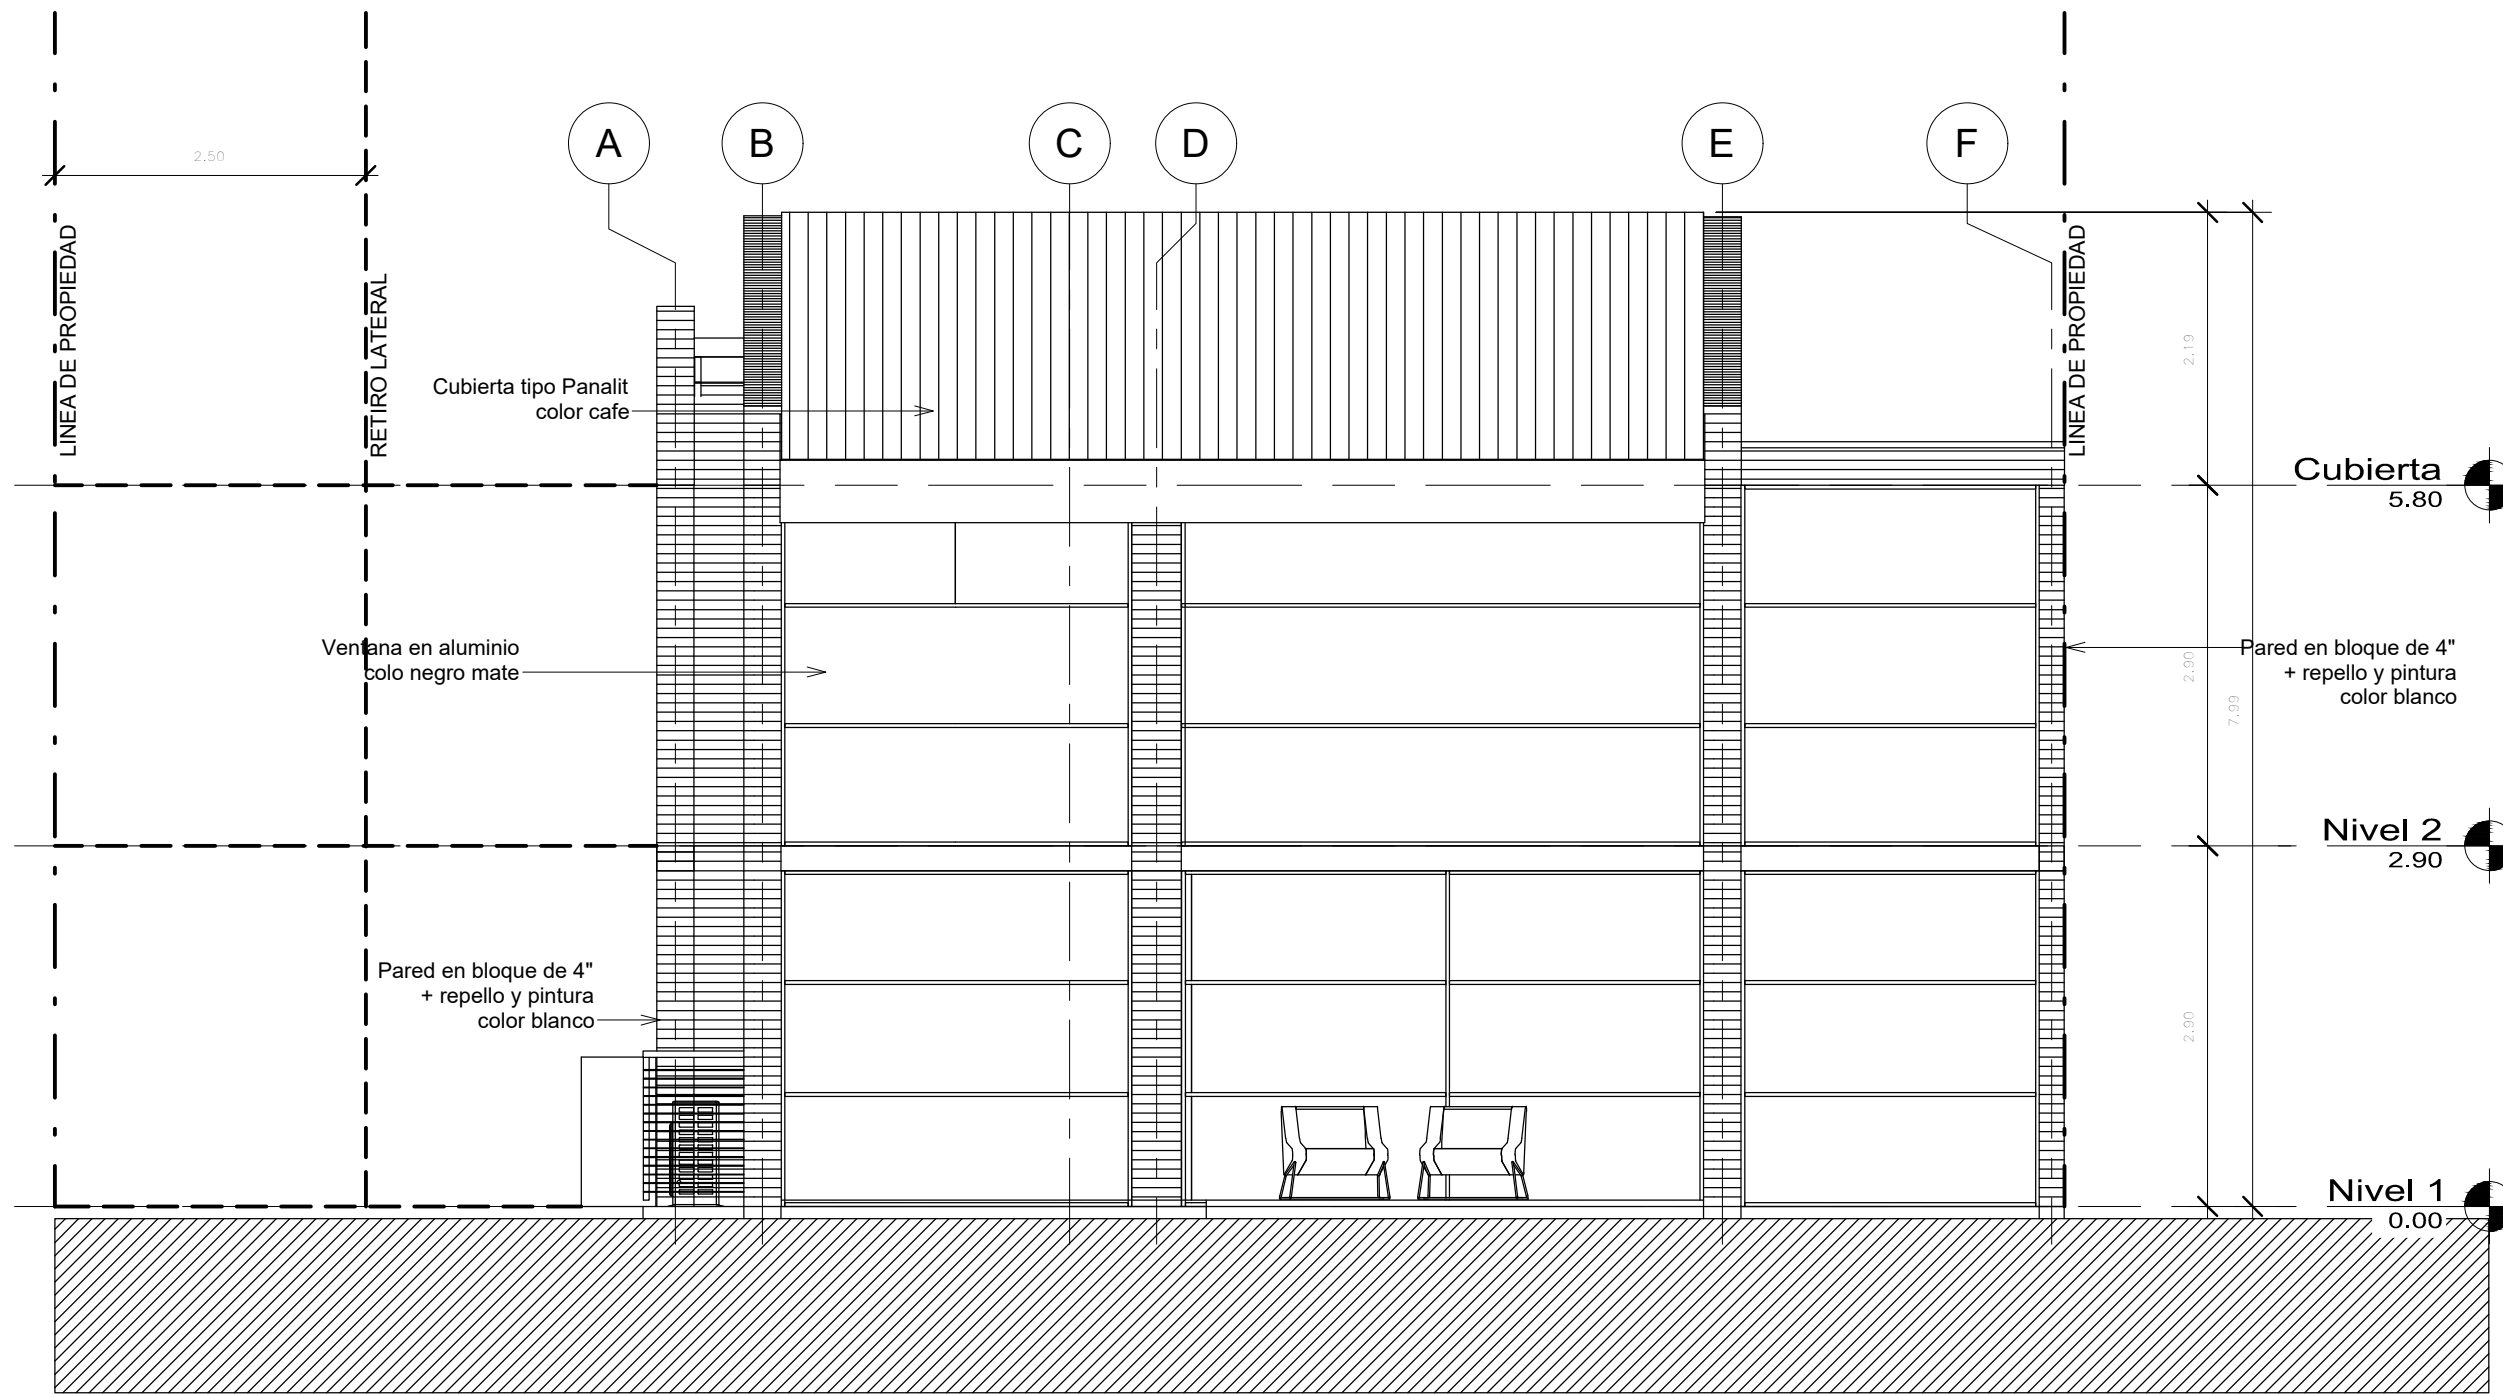 A
B
C
D
E
F
2.50
LINEA DE PROPIEDAD
RETIRO LATERAL
LINEA DE PROPIEDAD
2.19
Cubierta tipo Panalit
color cafe
Cubierta
5.80
Ventana en aluminio
colo negro mate
Pared en bloque de 4"
+ repello y pintura
color blanco
2.90
7.99
Nivel 2
2.90
Pared en bloque de 4"
+ repello y pintura
color blanco
2.90
Nivel 1
0.00